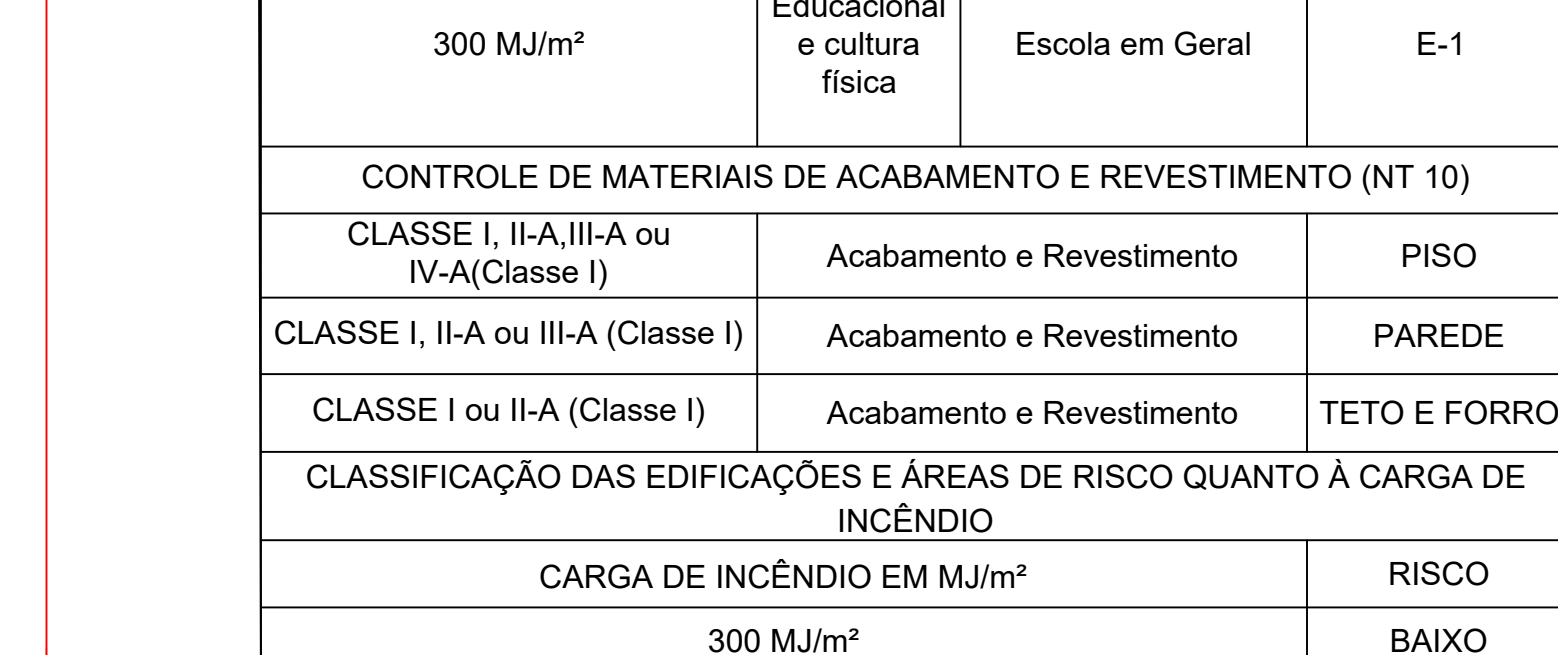 300 MJ/m²
Educacional
e cultura
física
Escola em Geral
E-1
CONTROLE DE MATERIAIS DE ACABAMENTO E REVESTIMENTO (NT 10)
CLASSE I, II-A,III-A ou
IV-A(Classe I)
Acabamento e Revestimento
PISO
CLASSE I, II-A ou III-A (Classe I)
Acabamento e Revestimento
PAREDE
CLASSE I ou II-A (Classe I)
Acabamento e Revestimento
TETO E FORRO
CLASSIFICAÇÃO DAS EDIFICAÇÕES E ÁREAS DE RISCO QUANTO À CARGA DE
INCÊNDIO
CARGA DE INCÊNDIO EM MJ/m²
RISCO
300 MJ/m²
BAIXO